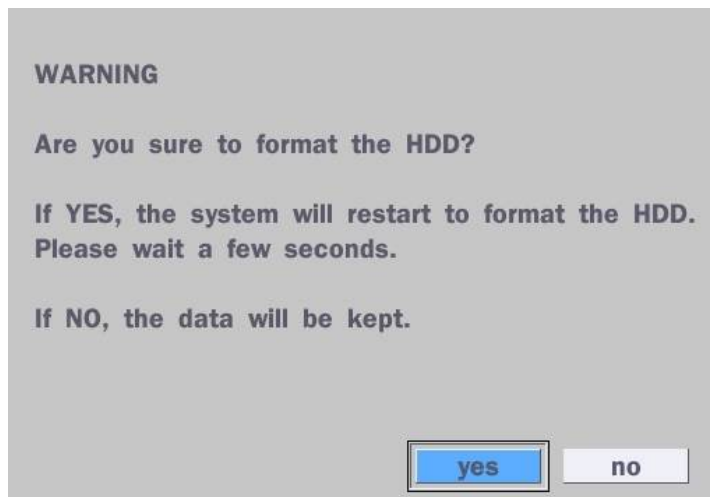 WARNING
Are you sure to format the HDD?
If YES, the system will restart to format the HDD.
Please wait a few seconds.
If NO, the data will be kept.
yes no